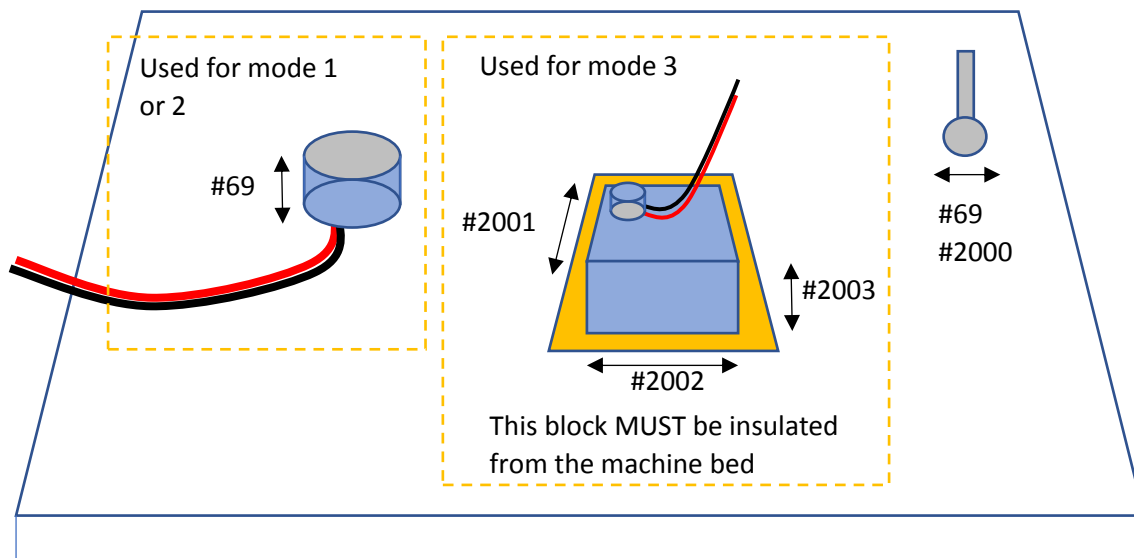 Used for mode 1
or 2
#69
Used for mode 3
#2001
#2003
#2002
This block MUST be insulated
from the machine bed
#69
#2000